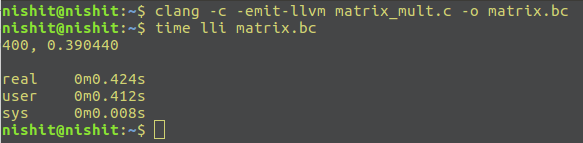 nishit@nishit:~$ clang -c -emit-llvm matrix_mult.c -o matrix.bc
nishit@nishit:~$ time lli matrix.bc
400, 0.390440

real	0m0.424s
user	0m0.412s
sys	0m0.008s
nishit@nishit:~$